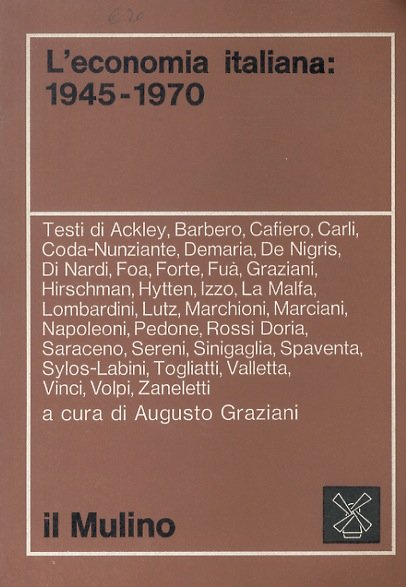 € 20
L'economia italiana:
1945-1970
Testi di Ackley, Barbero, Cafiero, Carli,
Coda-Nunziante, Demaria, De Nigris,
Di Nardi, Foa, Forte, Fuà, Graziani,
Hirschman, Hytten, Izzo, La Malfa,
Lombardini, Lutz, Marchioni, Marciani,
Napoleoni, Pedone, Rossi Doria,
Saraceno, Sereni, Sinigaglia, Spaventa,
Sylos-Labini, Togliatti, Valletta,
Vinci, Volpi, Zaneletti
a cura di Augusto Graziani
il Mulino